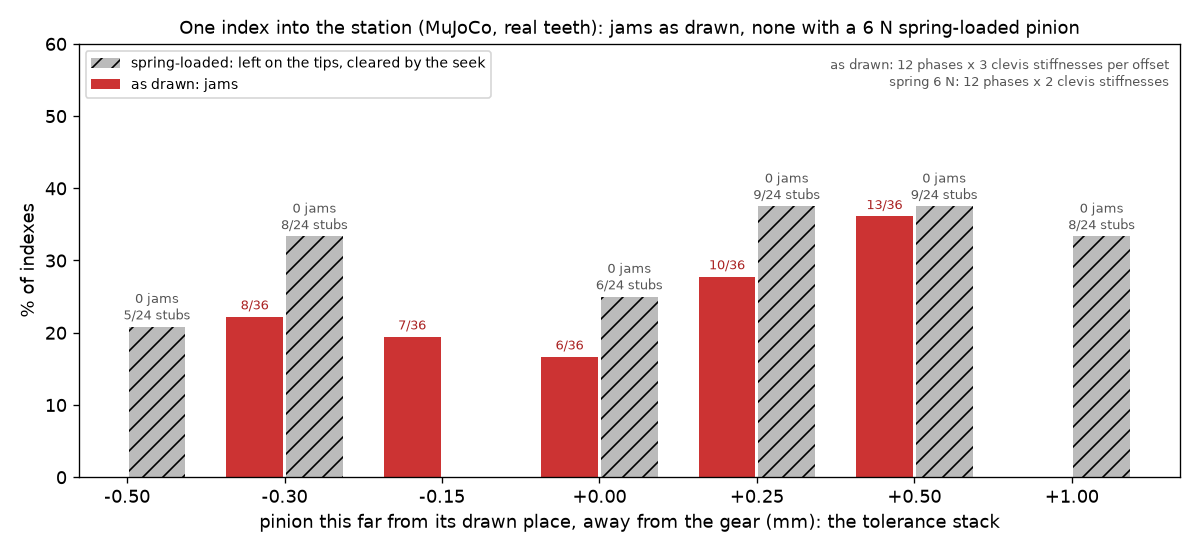 One index into the station (MuJoCo, real teeth): jams as drawn, none with a 6 N spring-loaded pinion
spring-loaded: left on the tips, cleared by the seek
as drawn: jams
as drawn: 12 phases x 3 clevis stiffnesses per offset
spring 6 N: 12 phases x 2 clevis stiffnesses
% of indexes
60
50
40
30
20
10
0
0 jams
5/24 stubs
8/36
0 jams
8/24 stubs
7/36
6/36
0 jams
6/24 stubs
10/36
0 jams
9/24 stubs
13/36
0 jams
9/24 stubs
0 jams
8/24 stubs
-0.50
-0.30
-0.15
+0.00
+0.25
+0.50
+1.00
pinion this far from its drawn place, away from the gear (mm): the tolerance stack